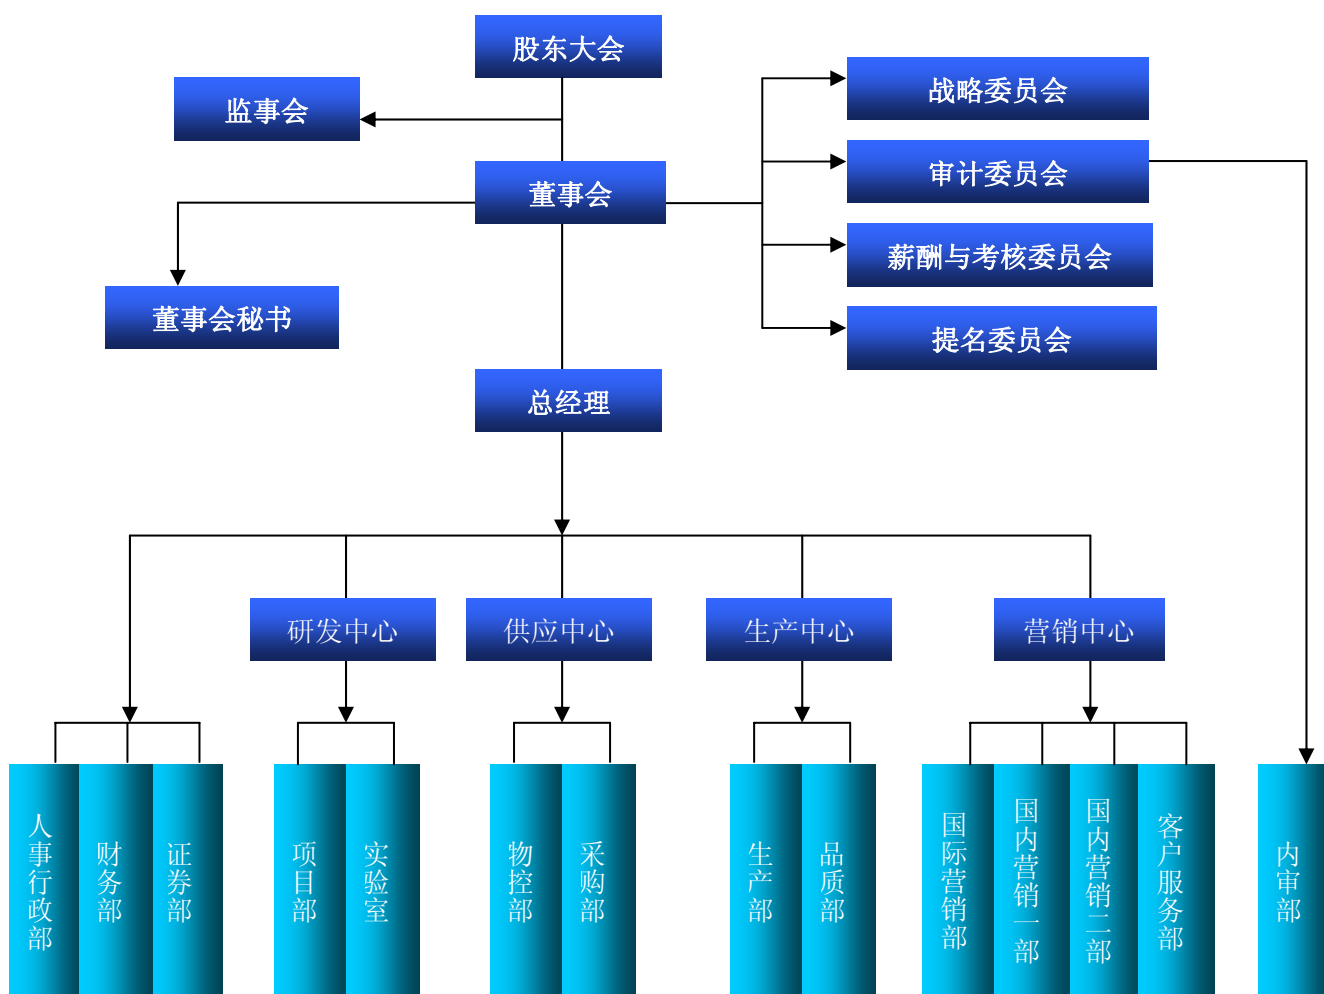 股东大会
监事会
战略委员会
审计委员会
董事会
薪酬与考核委员会
董事会秘书
提名委员会
总经理
研发中心
供应中心
生产中心
营销中心
人事行政部
财务部
证券部
项目部
实验室
物控部
采购部
生产部
品质部
国际营销部
国内营销一部
国内营销二部
客户服务部
内审部